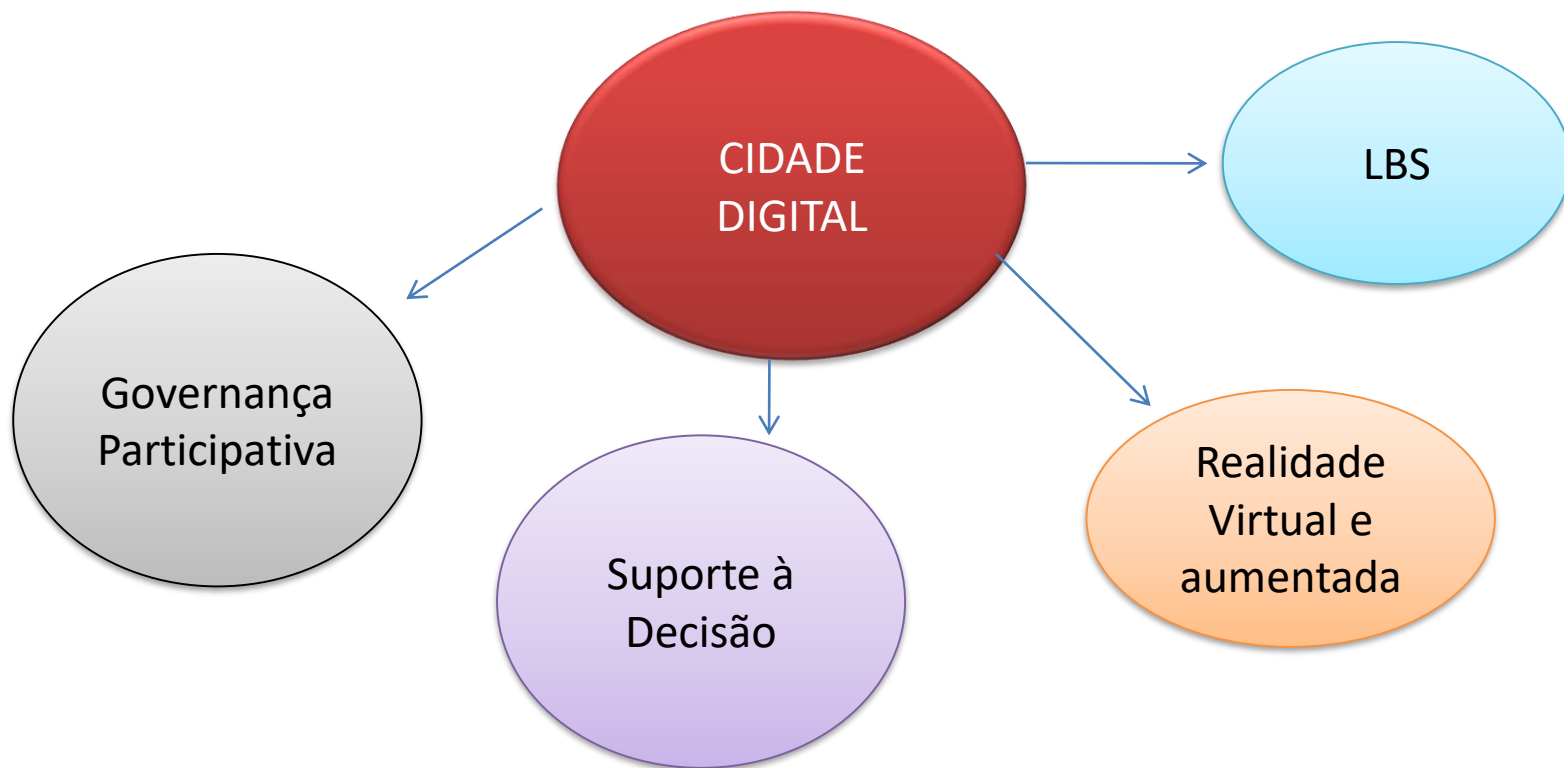 CIDADE
DIGITAL
LBS
Governança
Participativa
Suporte à
Decisão
Realidade
Virtual e
aumentada